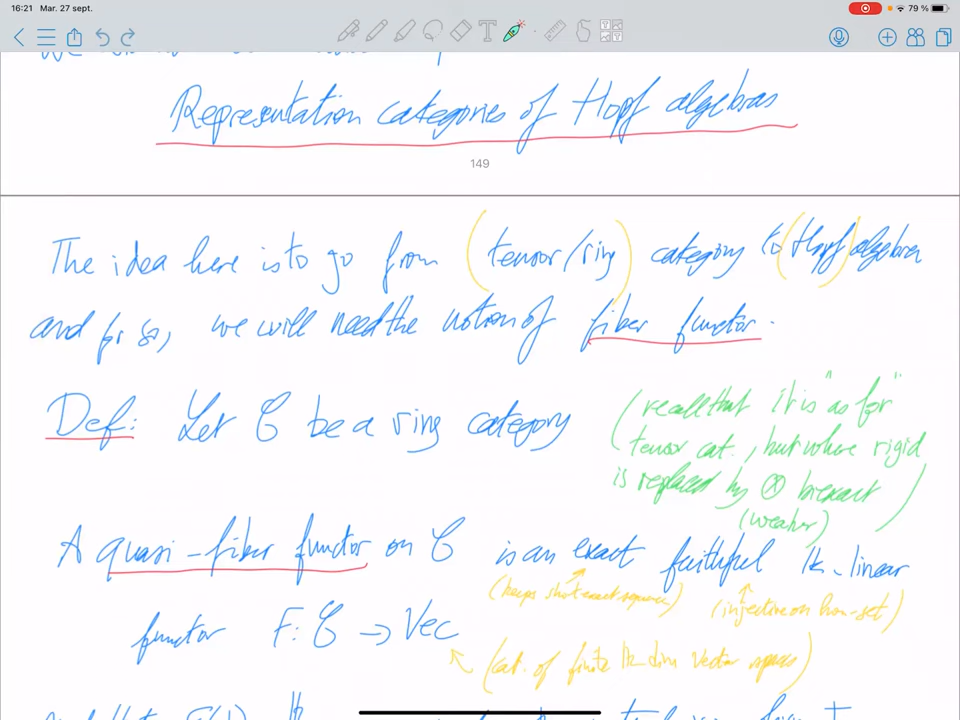 16:21 Mar. 27 sept. 79 %
Representation categories of Hopf algebras
149
The idea here is to go from (tensor/ring) category to (Hopf) algebra
and for so, we will need the notion of fiber functor.
Def: Let C be a ring category
(recall that it is "as for"
tensor cat., but where rigid
is replaced by ⊗ biexact
(weaker))
A quasi-fiber functor on C is an exact faithful lk-linear
(keeps short exact sequence) (injective on hom-set)
functor F: C → Vec
(cat. of finite lk-dim vector spaces)